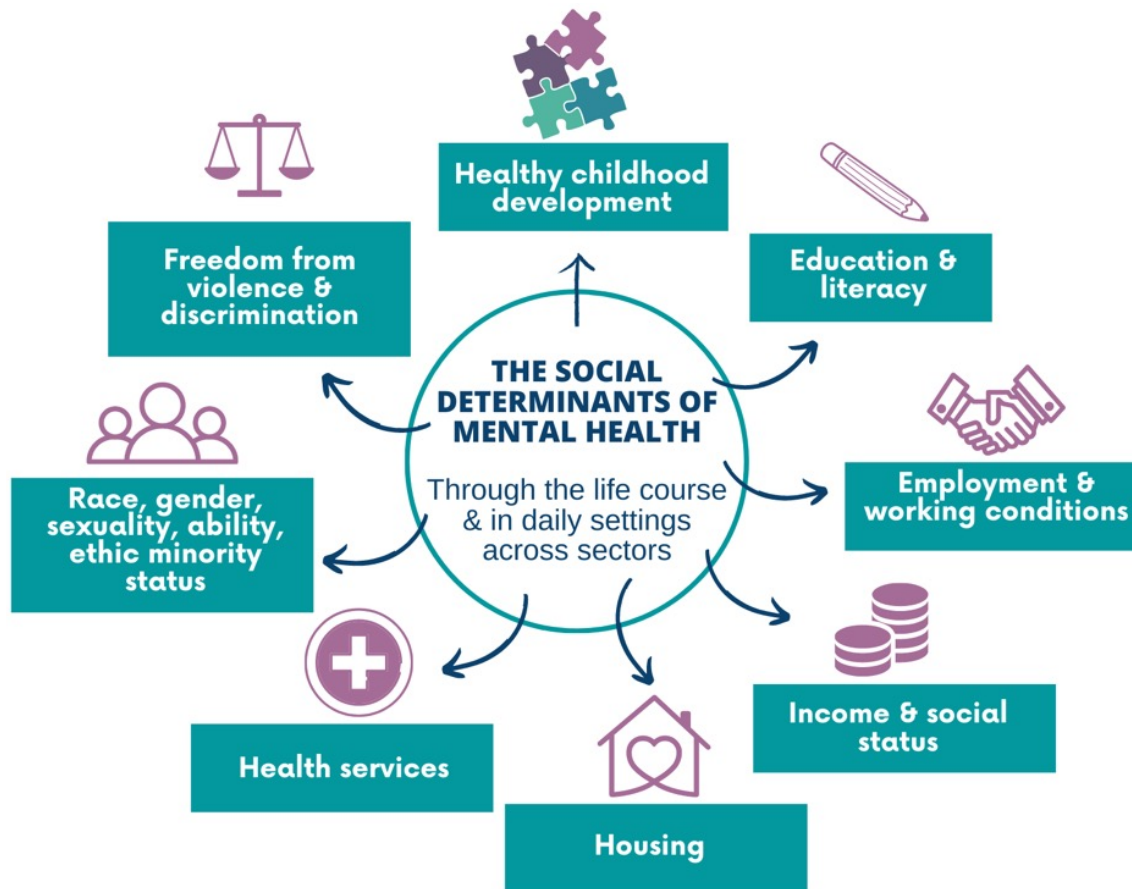 Healthy childhood
development
Freedom from
violence &
discrimination
Education &
literacy
THE SOCIAL
DETERMINANTS OF
MENTAL HEALTH
Through the life course
& in daily settings
across sectors
Race, gender,
sexuality, ability,
ethic minority
status
Employment &
working conditions
Income & social
status
Health services
Housing